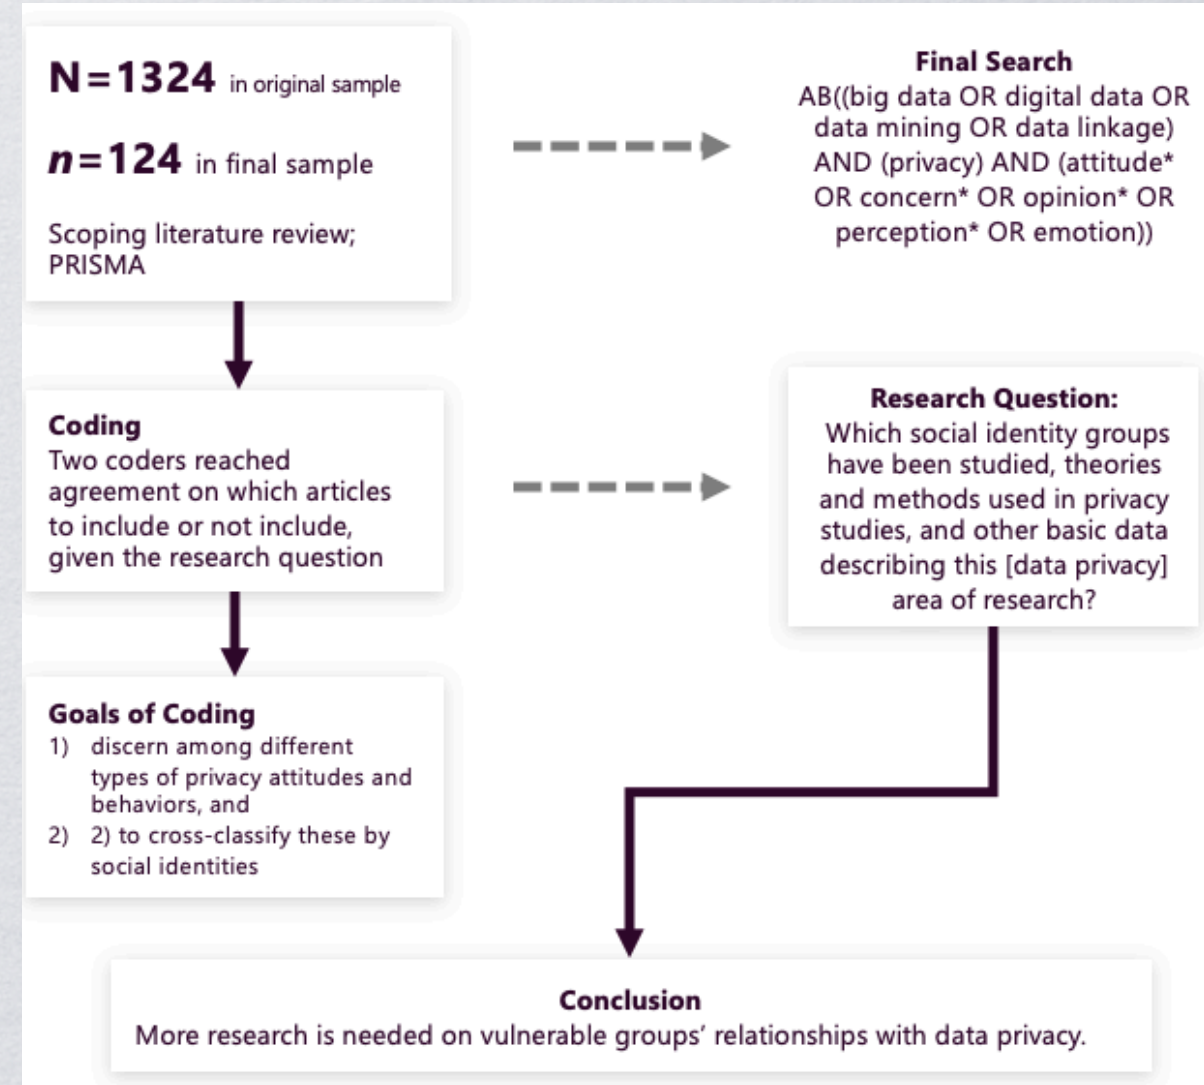 N=1324 in original sample
n=124 in final sample
Scoping literature review;
PRISMA
Final Search
AB((big data OR digital data OR
data mining OR data linkage)
AND (privacy) AND (attitude*
OR concern* OR opinion* OR
perception* OR emotion))
Coding
Two coders reached
agreement on which articles
to include or not include,
given the research question
Research Question:
Which social identity groups
have been studied, theories
and methods used in privacy
studies, and other basic data
describing this [data privacy]
area of research?
Goals of Coding
1) discern among different
types of privacy attitudes and
behaviors, and
2) 2) to cross-classify these by
social identities
Conclusion
More research is needed on vulnerable groups’ relationships with data privacy.